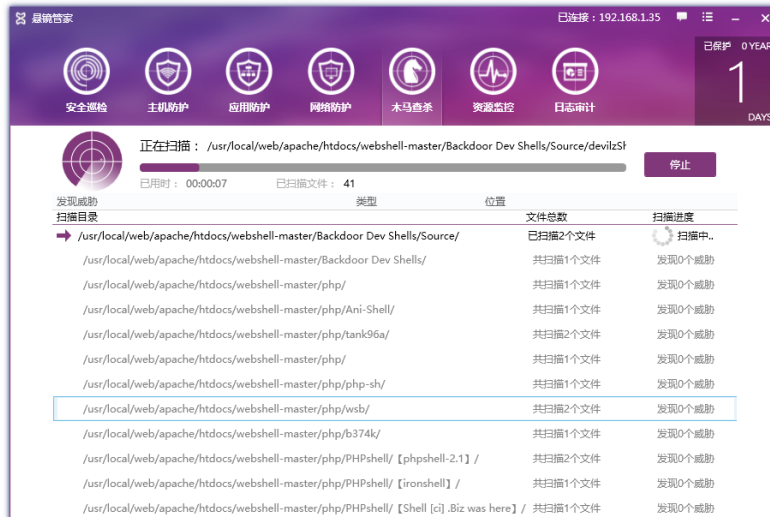 悬镜管家 已连接：192.168.1.35
已保护 0 YEAR
1
DAYS
安全巡检 主机防护 应用防护 网络防护 木马查杀 资源监控 日志审计
正在扫描： /usr/local/web/apache/htdocs/webshell-master/Backdoor Dev Shells/Source/devilzSh
停止
已用时： 00:00:07 已扫描文件： 41
发现威胁 类型 位置
扫描目录 文件总数 扫描进度
/usr/local/web/apache/htdocs/webshell-master/Backdoor Dev Shells/Source/ 已扫描2个文件 扫描中..
/usr/local/web/apache/htdocs/webshell-master/Backdoor Dev Shells/ 共扫描1个文件 发现0个威胁
/usr/local/web/apache/htdocs/webshell-master/php/ 共扫描1个文件 发现0个威胁
/usr/local/web/apache/htdocs/webshell-master/php/Ani-Shell/ 共扫描1个文件 发现0个威胁
/usr/local/web/apache/htdocs/webshell-master/php/tank96a/ 共扫描2个文件 发现0个威胁
/usr/local/web/apache/htdocs/webshell-master/php/ 共扫描1个文件 发现0个威胁
/usr/local/web/apache/htdocs/webshell-master/php/php-sh/ 共扫描1个文件 发现0个威胁
/usr/local/web/apache/htdocs/webshell-master/php/wsb/ 共扫描2个文件 发现0个威胁
/usr/local/web/apache/htdocs/webshell-master/php/b374k/ 共扫描1个文件 发现0个威胁
/usr/local/web/apache/htdocs/webshell-master/php/PHPshell/【phpshell-2.1】/ 共扫描2个文件 发现0个威胁
/usr/local/web/apache/htdocs/webshell-master/php/PHPshell/【ironshell】/ 共扫描1个文件 发现0个威胁
/usr/local/web/apache/htdocs/webshell-master/php/PHPshell/【Shell [ci] .Biz was here】/ 共扫描1个文件 发现0个威胁